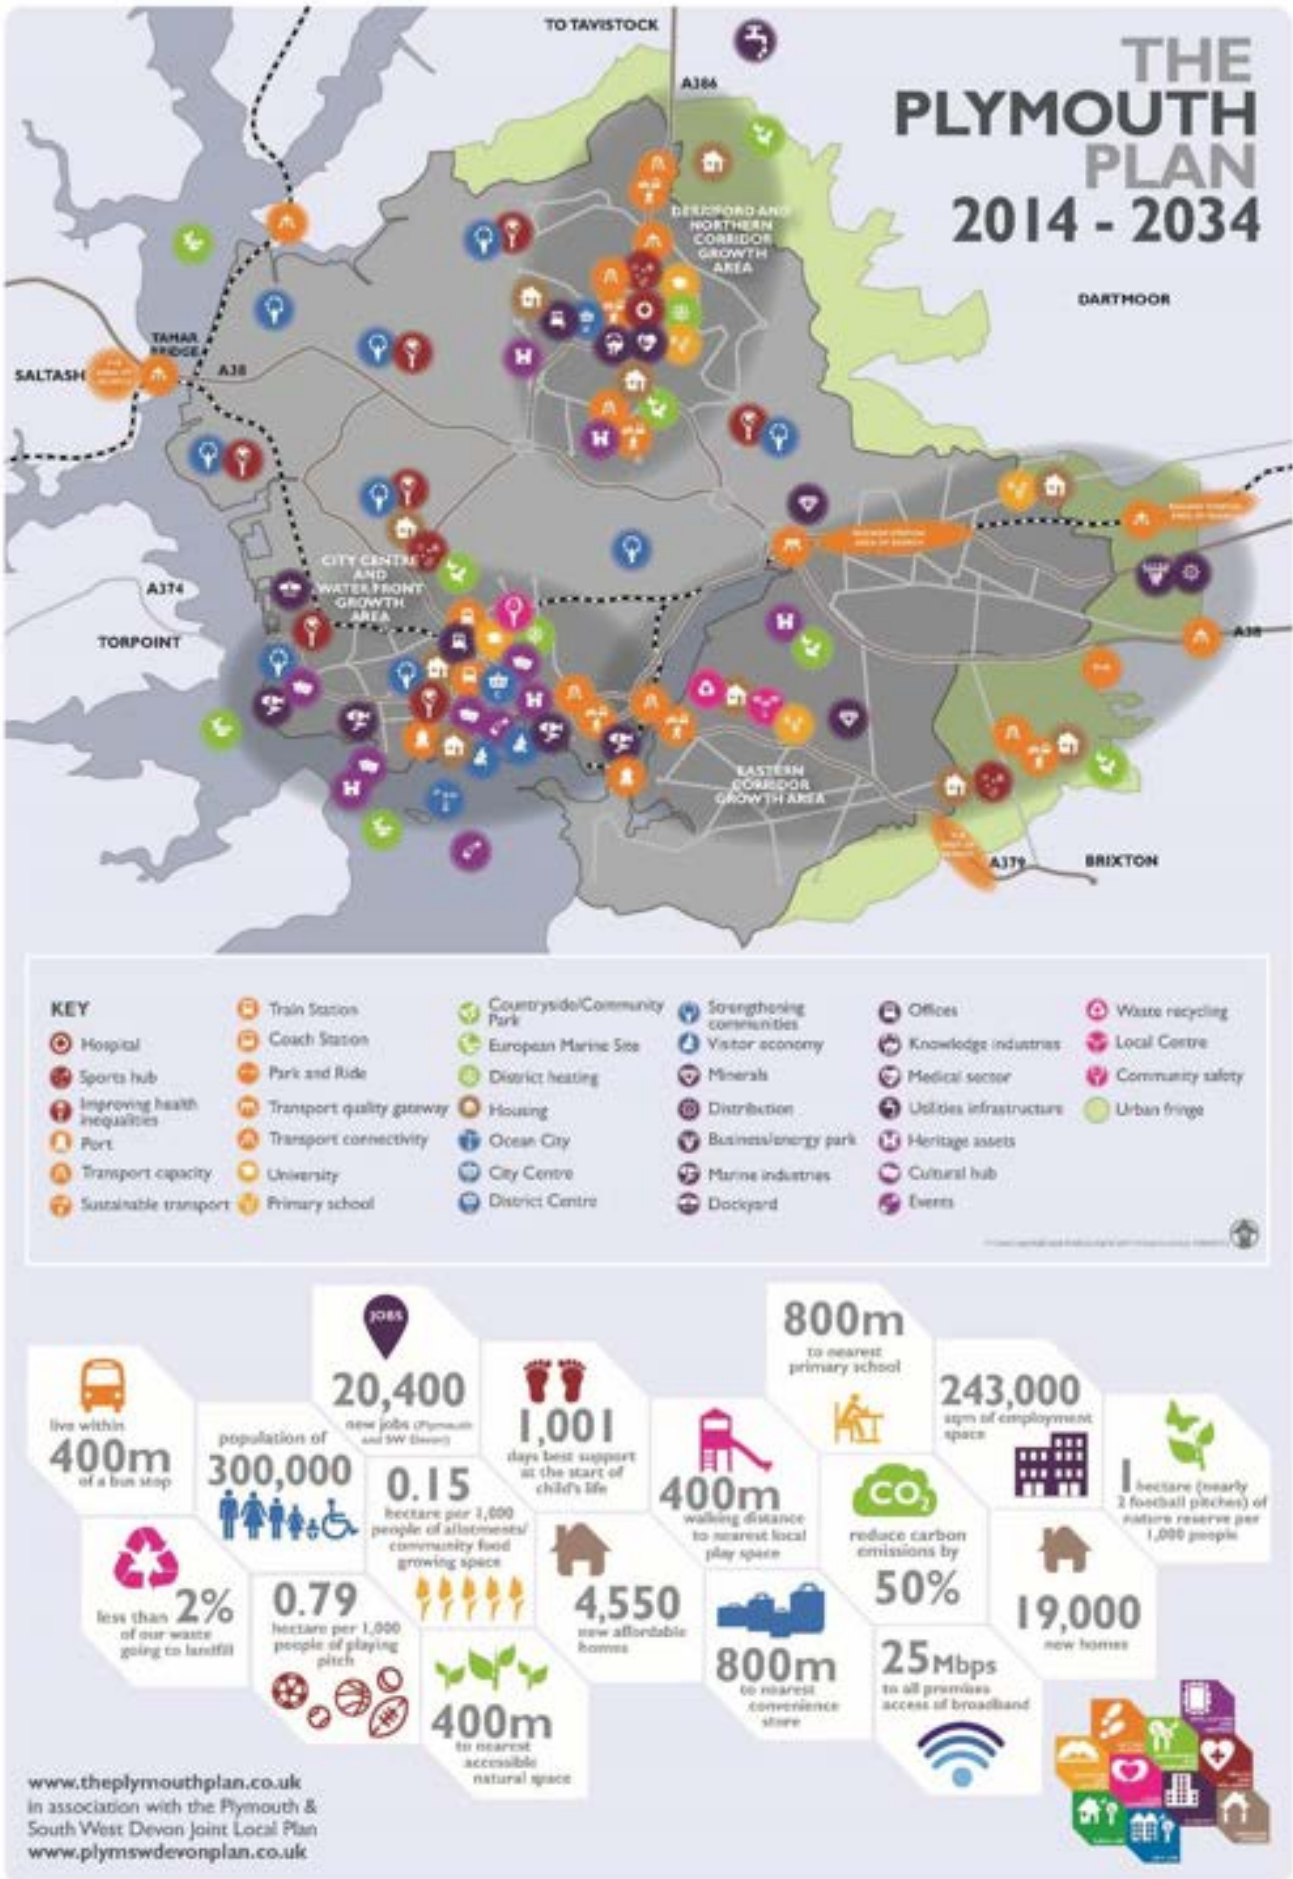 TO TAVISTOCK
A386
THE
PLYMOUTH
PLAN
2014 - 2034
DERRIFORD AND
NORTHERN
CORRIDOR
GROWTH
AREA
DARTMOOR
TAMAR
BRIDGE
SALTASH
A38
CITY CENTRE
AND
WATERFRONT
GROWTH
AREA
A374
TORPOINT
A38
EASTERN
CORRIDOR
GROWTH AREA
A379
BRIXTON
KEY
Hospital
Sports hub
Improving health
inequalities
Port
Transport capacity
Sustainable transport
Train Station
Coach Station
Park and Ride
Transport quality gateway
Transport connectivity
University
Primary school
Countryside/Community
Park
European Marine Site
District heating
Housing
Ocean City
City Centre
District Centre
Strengthening
communities
Visitor economy
Minerals
Distribution
Business/energy park
Marine industries
Dockyard
Offices
Knowledge industries
Medical sector
Utilities infrastructure
Heritage assets
Cultural hub
Events
Waste recycling
Local Centre
Community safety
Urban fringe
live within
400m
of a bus stop
population of
300,000
JOBS
20,400
new jobs (Plymouth
and SW Devon)
1,001
days best support
at the start of
child's life
800m
to nearest
primary school
243,000
sqm of employment
space
1 hectare (nearly
2 football pitches) of
nature reserve per
1,000 people
less than 2%
of our waste
going to landfill
0.79
hectare per 1,000
people of playing
pitch
0.15
hectare per 1,000
people of allotments/
community food
growing space
400m
to nearest
accessible
natural space
4,550
new affordable
homes
400m
walking distance
to nearest local
play space
800m
to nearest
convenience
store
CO2
reduce carbon
emissions by
50%
25Mbps
to all premises
access of broadband
19,000
new homes
www.theplymouthplan.co.uk
in association with the Plymouth &
South West Devon Joint Local Plan
www.plymswdevonplan.co.uk